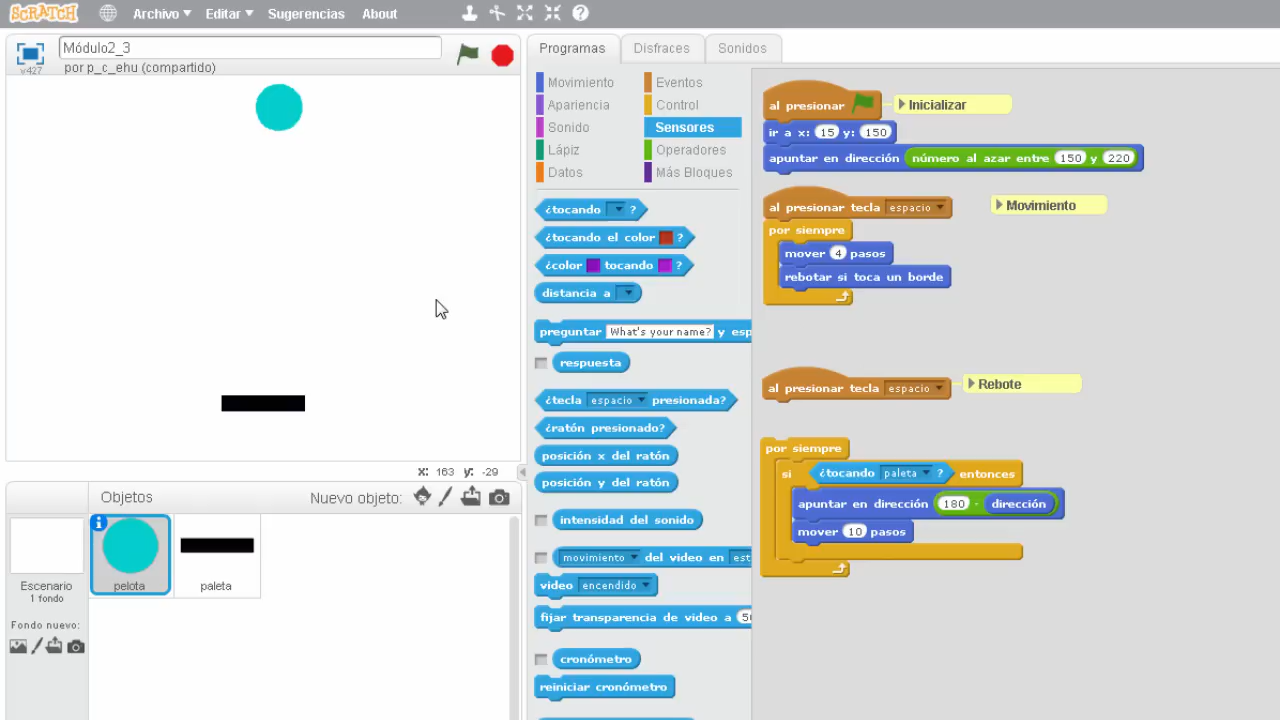 SCRATCH
Archivo
Editar
Sugerencias
About
v427
Módulo2_3
por p_c_ehu (compartido)
x: 163 y: -29
Objetos
Nuevo objeto:
Escenario
1 fondo
Fondo nuevo:
pelota
paleta
Programas
Disfraces
Sonidos
Movimiento
Apariencia
Sonido
Lápiz
Datos
Eventos
Control
Sensores
Operadores
Más Bloques
¿tocando ?
¿tocando el color ?
¿color tocando ?
distancia a
preguntar What's your name? y esp
respuesta
¿tecla espacio presionada?
¿ratón presionado?
posición x del ratón
posición y del ratón
intensidad del sonido
movimiento del video en est
video encendido
fijar transparencia de video a 50
cronómetro
reiniciar cronómetro
al presionar
Inicializar
ir a x: 15 y: 150
apuntar en dirección número al azar entre 150 y 220
al presionar tecla espacio
Movimiento
por siempre
mover 4 pasos
rebotar si toca un borde
al presionar tecla espacio
Rebote
por siempre
si ¿tocando paleta ? entonces
apuntar en dirección 180 - dirección
mover 10 pasos